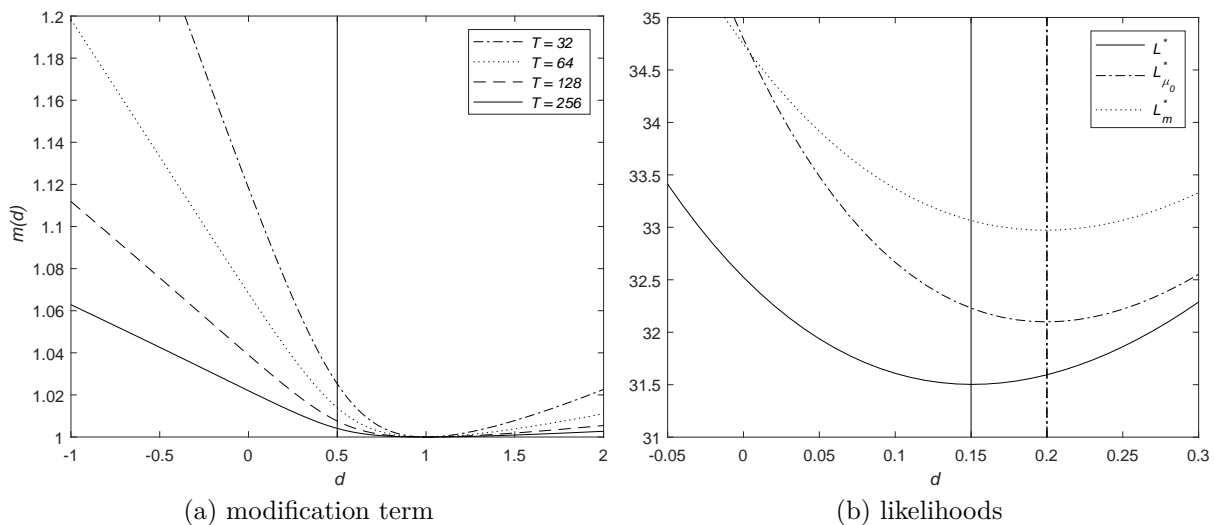 1.2
1.18
1.16
1.14
1.12
1.1
1.08
1.06
1.04
1.02
1
m(d)
-1 -0.5 0 0.5 1 1.5 2
d
T = 32
T = 64
T = 128
T = 256
(a) modification term
35
34.5
34
33.5
33
32.5
32
31.5
31
-0.05 0 0.05 0.1 0.15 0.2 0.25 0.3
d
L*
L*μ0
L*m
(b) likelihoods